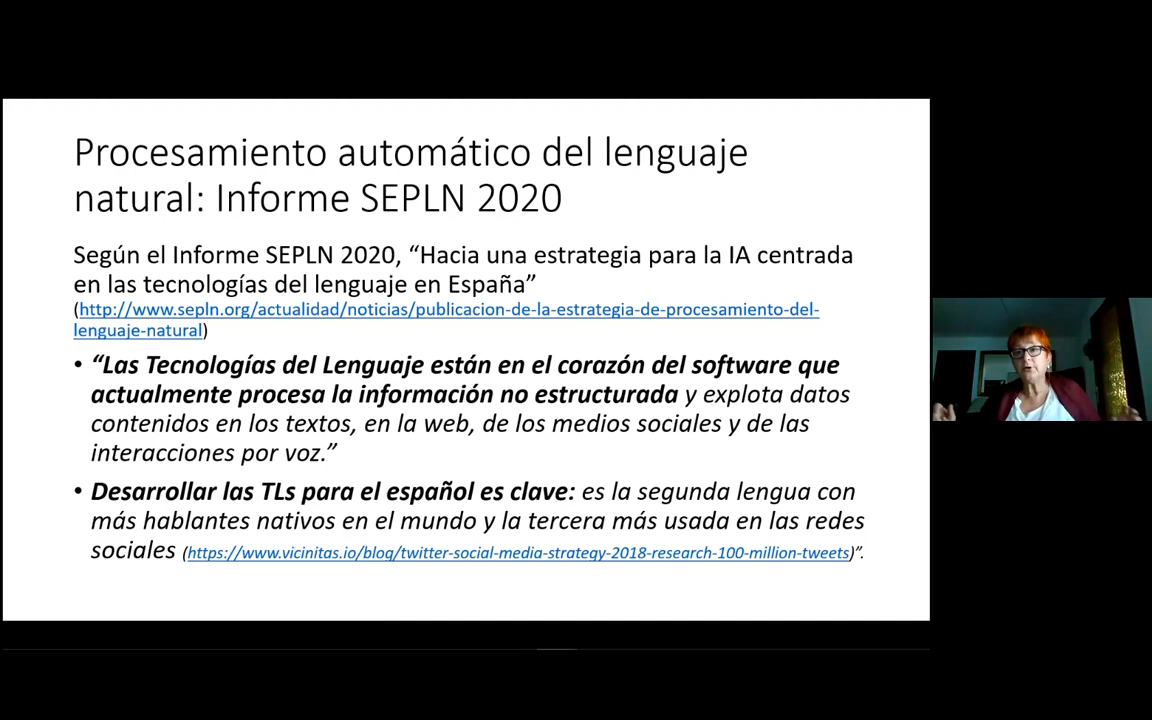 Procesamiento automático del lenguaje
natural: Informe SEPLN 2020
Según el Informe SEPLN 2020, “Hacia una estrategia para la IA centrada
en las tecnologías del lenguaje en España”
(http://www.sepln.org/actualidad/noticias/publicacion-de-la-estrategia-de-procesamiento-del-
lenguaje-natural)
• “Las Tecnologías del Lenguaje están en el corazón del software que
actualmente procesa la información no estructurada y explota datos
contenidos en los textos, en la web, de los medios sociales y de las
interacciones por voz.”
• Desarrollar las TLs para el español es clave: es la segunda lengua con
más hablantes nativos en el mundo y la tercera más usada en las redes
sociales (https://www.vicinitas.io/blog/twitter-social-media-strategy-2018-research-100-million-tweets)”.